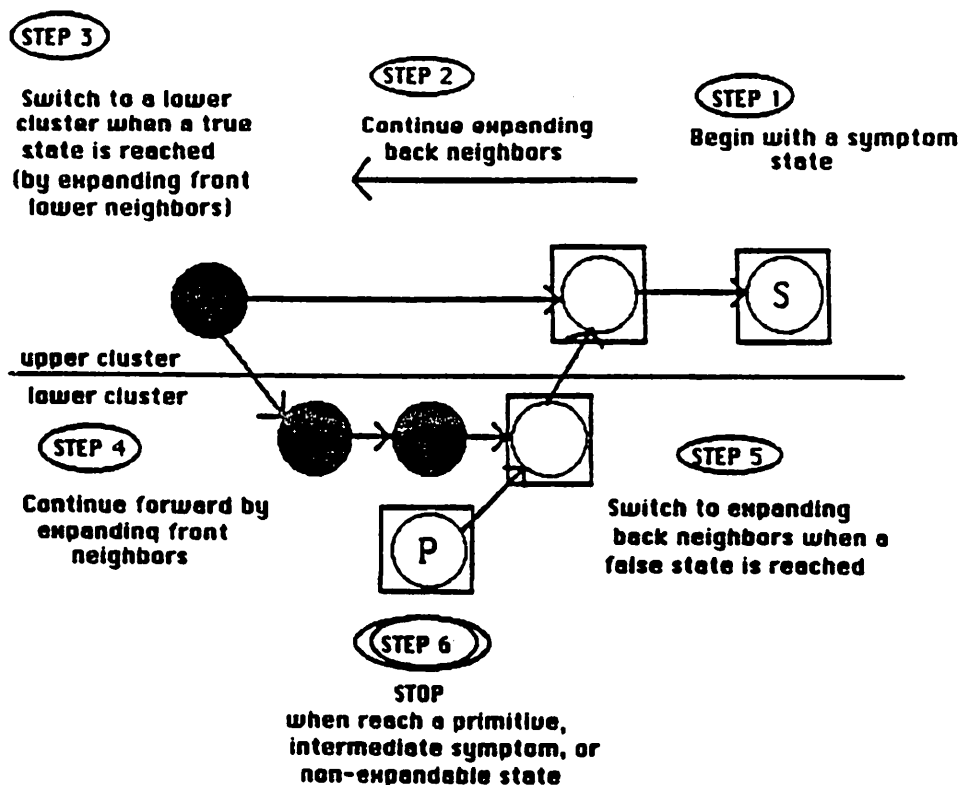 STEP 3
Switch to a lower
cluster when a true
state is reached
(by expanding front
lower neighbors)
STEP 2
Continue expanding
back neighbors
STEP 1
Begin with a symptom
state
S
upper cluster
lower cluster
STEP 4
Continue forward by
expanding front
neighbors
P
STEP 5
Switch to expanding
back neighbors when a
false state is reached
STEP 6
STOP
when reach a primitive,
intermediate symptom, or
non-expandable state